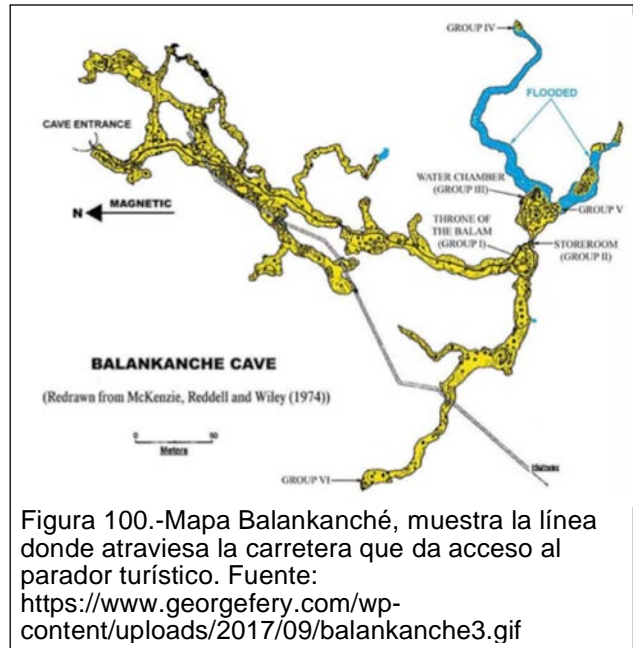 GROUP IV
FLOODED
CAVE ENTRANCE
WATER CHAMBER
(GROUP III)
GROUP V
N
MAGNETIC
THRONE OF
THE BALAM
(GROUP I)
STOREROOM
(GROUP II)
BALANKANCHE CAVE
(Redrawn from McKenzie, Reddell and Wiley (1974))
0 50
Meters
Highway
GROUP VI
Figura 100.-Mapa Balankanché, muestra la línea
donde atraviesa la carretera que da acceso al
parador turístico. Fuente:
https://www.georgefery.com/wp-
content/uploads/2017/09/balankanche3.gif